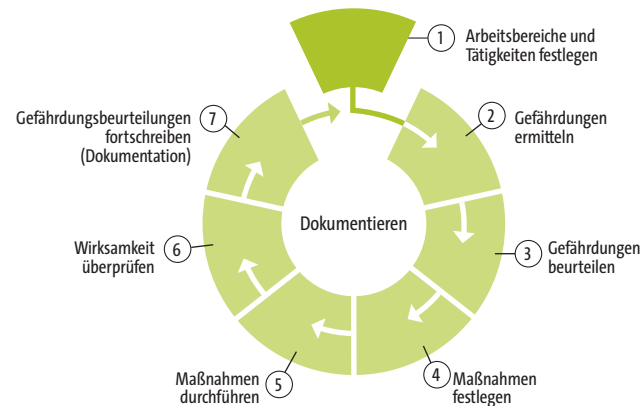 1
Arbeitsbereiche und
Tätigkeiten festlegen
2
Gefährdungen
ermitteln
3
Gefährdungen
beurteilen
4
Maßnahmen
festlegen
5
Maßnahmen
durchführen
6
Wirksamkeit
überprüfen
7
Gefährdungsbeurteilungen
fortschreiben
(Dokumentation)
Dokumentieren